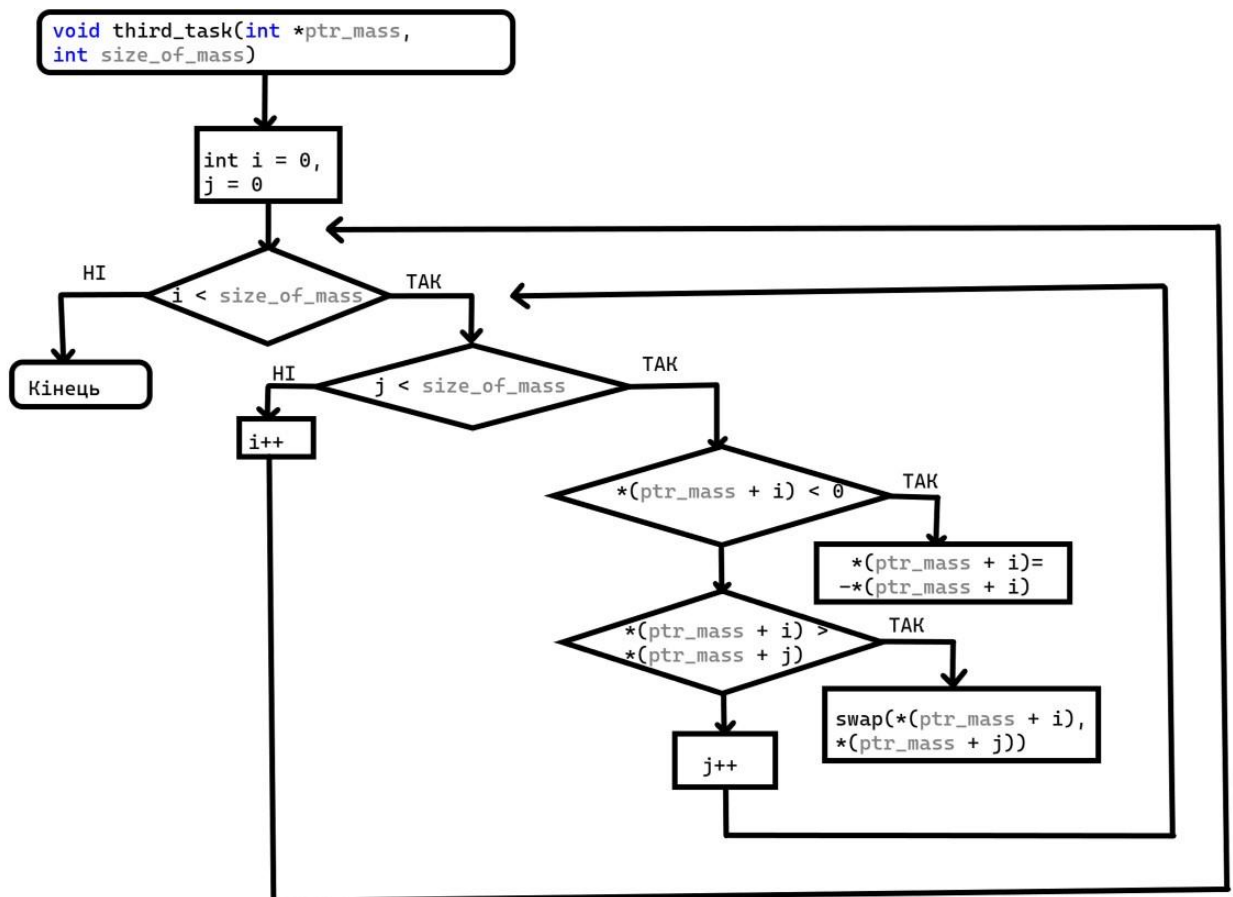 void third_task(int *ptr_mass,
int size_of_mass)
int i = 0,
j = 0
НІ
i < size_of_mass
ТАК
Кінець
НІ
j < size_of_mass
ТАК
i++
*(ptr_mass + i) < 0
ТАК
*(ptr_mass + i)=
-*(ptr_mass + i)
*(ptr_mass + i) >
*(ptr_mass + j)
ТАК
swap(*(ptr_mass + i),
*(ptr_mass + j))
j++